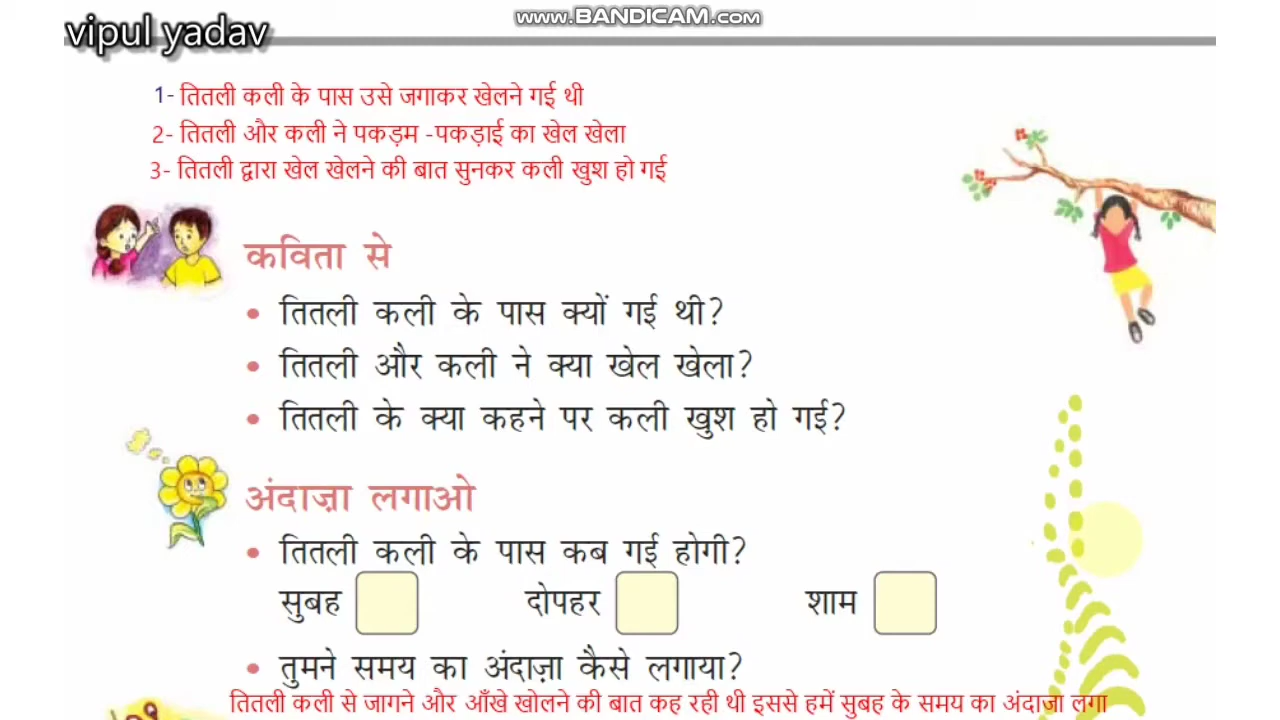 www.BANDICAM.com
vipul yadav
1- तितली कली के पास उसे जगाकर खेलने गई थी
2- तितली और कली ने पकड़म -पकड़ाई का खेल खेला
3- तितली द्वारा खेल खेलने की बात सुनकर कली खुश हो गई
कविता से
• तितली कली के पास क्यों गई थी?
• तितली और कली ने क्या खेल खेला?
• तितली के क्या कहने पर कली खुश हो गई?
अंदाज़ा लगाओ
• तितली कली के पास कब गई होगी?
सुबह दोपहर शाम
• तुमने समय का अंदाज़ा कैसे लगाया?
तितली कली से जागने और आँखे खोलने की बात कह रही थी इससे हमें सुबह के समय का अंदाजा लगा